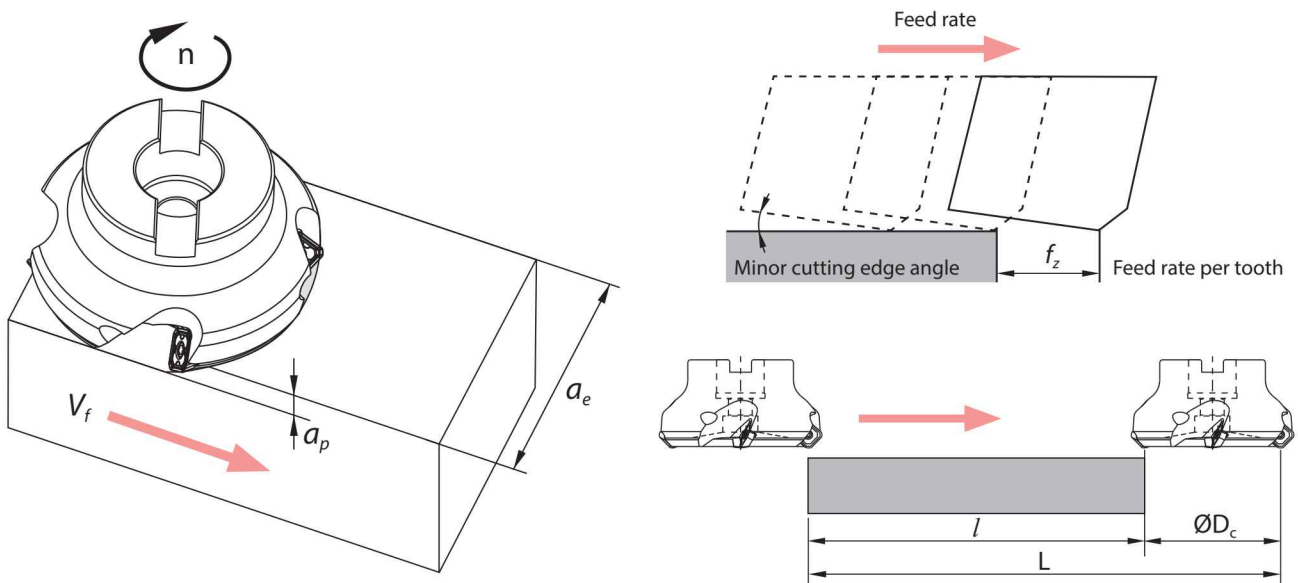 n
V_f
a_p
a_e
Feed rate
Minor cutting edge angle
f_z
Feed rate per tooth
l
ØD_c
L